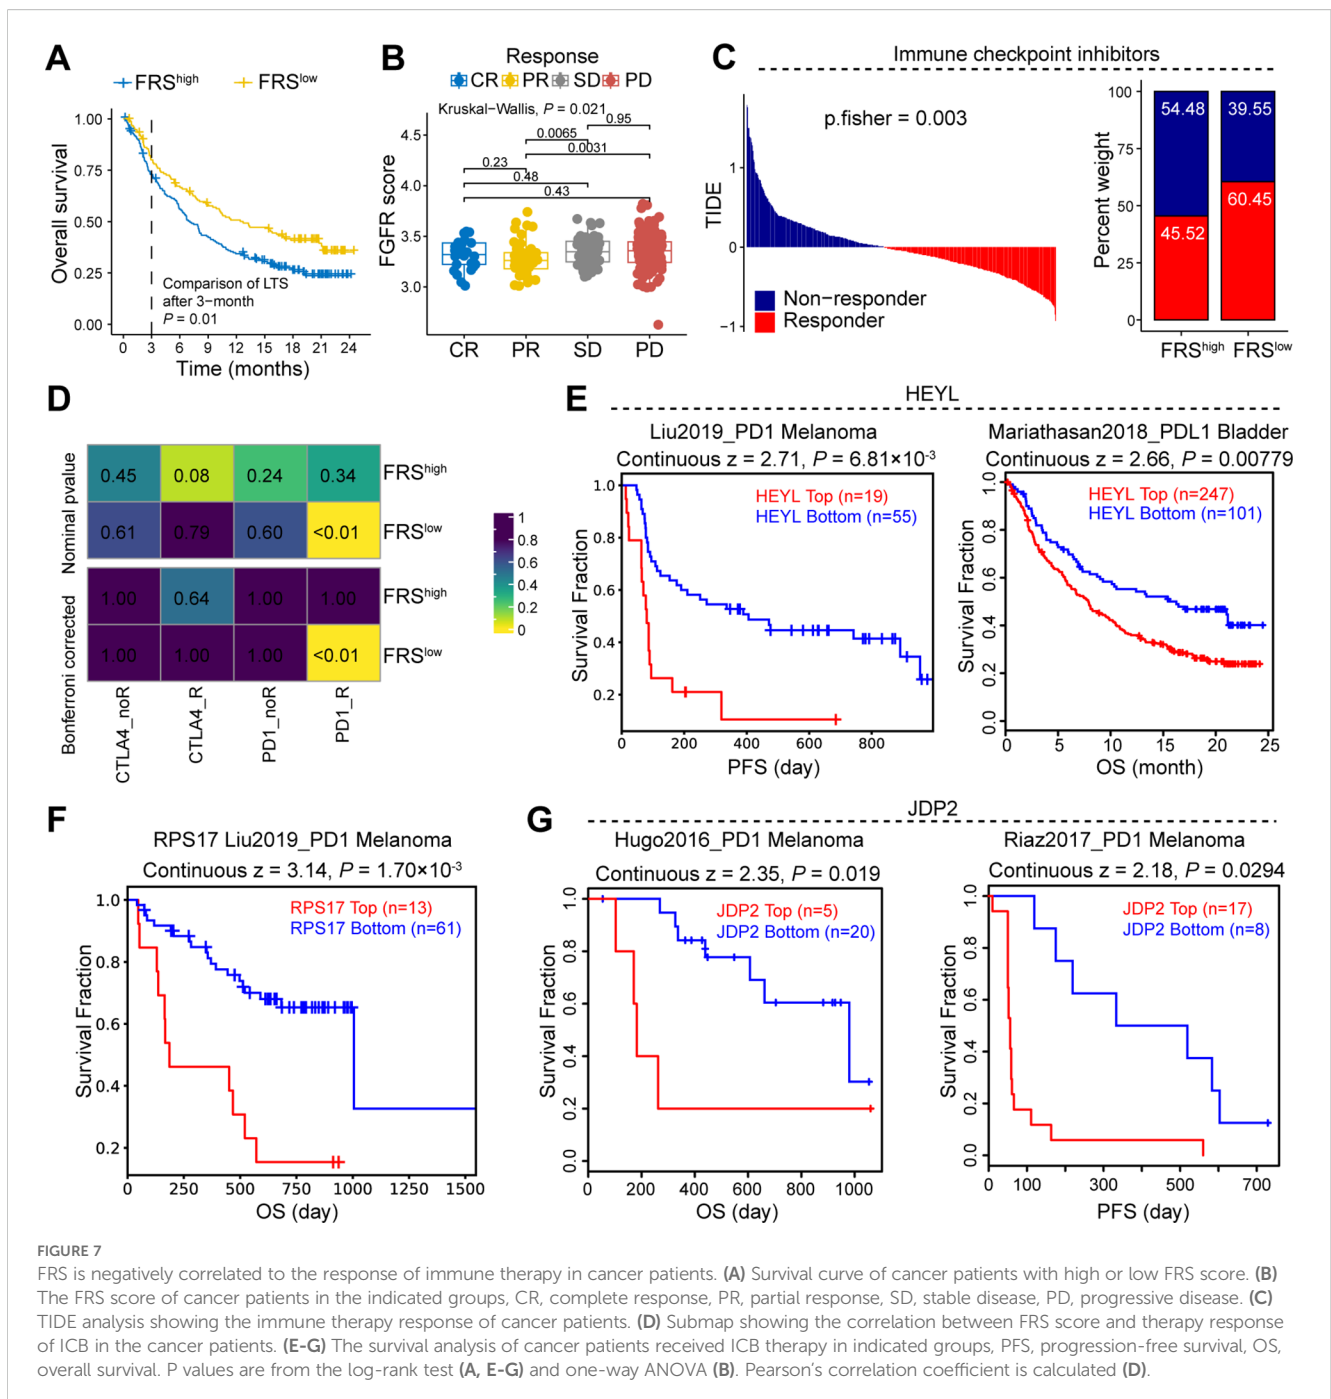 A
FRShigh FRSlow
Overall survival
1.00
0.75
0.50
0.25
0.00
Comparison of LTS
after 3−month
P = 0.01
0 3 6 9 12 15 18 21 24
Time (months)
B
Response
CR PR SD PD
Kruskal−Wallis, P = 0.021
FGFR score
4.5
4.0
3.5
3.0
0.95
0.0065
0.0031
0.23
0.48
0.43
CR PR SD PD
C
Immune checkpoint inhibitors
p.fisher = 0.003
TIDE
1
0
−1
Non-responder
Responder
Percent weight
100
75
50
25
0
54.48 39.55
45.52 60.45
FRShigh FRSlow
D
Nominal pvalue
0.45 0.08 0.24 0.34 FRShigh
0.61 0.79 0.60 <0.01 FRSlow
Bonferroni corrected
1.00 0.64 1.00 1.00 FRShigh
1.00 1.00 1.00 <0.01 FRSlow
CTLA4_noR CTLA4_R PD1_noR PD1_R
1
0.8
0.6
0.4
0.2
0
E
HEYL
Liu2019_PD1 Melanoma
Continuous z = 2.71, P = 6.81×10-3
HEYL Top (n=19)
HEYL Bottom (n=55)
Survival Fraction
1.0
0.8
0.6
0.4
0.2
0 200 400 600 800
PFS (day)
Mariathasan2018_PDL1 Bladder
Continuous z = 2.66, P = 0.00779
HEYL Top (n=247)
HEYL Bottom (n=101)
Survival Fraction
1.0
0.8
0.6
0.4
0.2
0.0
0 5 10 15 20 25
OS (month)
F
RPS17 Liu2019_PD1 Melanoma
Continuous z = 3.14, P = 1.70×10-3
RPS17 Top (n=13)
RPS17 Bottom (n=61)
Survival Fraction
1.0
0.8
0.6
0.4
0.2
0 250 500 750 1000 1250 1500
OS (day)
G
JDP2
Hugo2016_PD1 Melanoma
Continuous z = 2.35, P = 0.019
JDP2 Top (n=5)
JDP2 Bottom (n=20)
Survival Fraction
1.0
0.8
0.6
0.4
0.2
0.0
0 200 400 600 800 1000
OS (day)
Riaz2017_PD1 Melanoma
Continuous z = 2.18, P = 0.0294
JDP2 Top (n=17)
JDP2 Bottom (n=8)
Survival Fraction
1.0
0.8
0.6
0.4
0.2
0.0
0 100 300 500 700
PFS (day)
FIGURE 7
FRS is negatively correlated to the response of immune therapy in cancer patients. (A) Survival curve of cancer patients with high or low FRS score. (B)
The FRS score of cancer patients in the indicated groups, CR, complete response, PR, partial response, SD, stable disease, PD, progressive disease. (C)
TIDE analysis showing the immune therapy response of cancer patients. (D) Submap showing the correlation between FRS score and therapy response
of ICB in the cancer patients. (E-G) The survival analysis of cancer patients received ICB therapy in indicated groups, PFS, progression-free survival, OS,
overall survival. P values are from the log-rank test (A, E-G) and one-way ANOVA (B). Pearson's correlation coefficient is calculated (D).